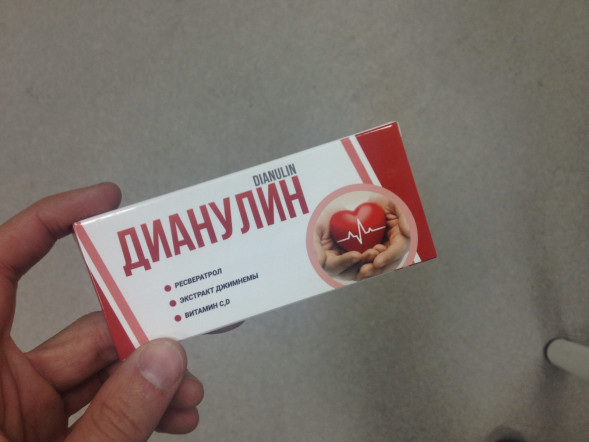 DIANULIN
ДИАНУЛИН
РЕСВЕРАТРОЛ
ЭКСТРАКТ ДЖИМНЕМЫ
ВИТАМИН С,D